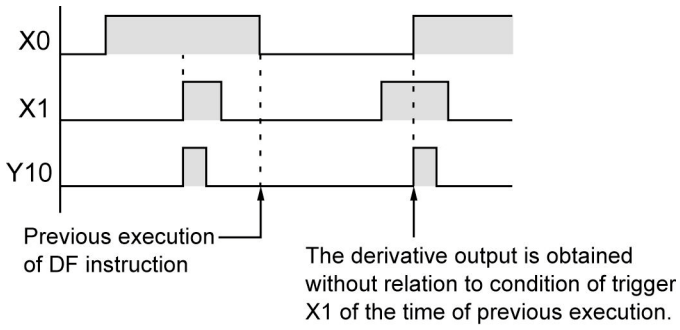 X0
X1
Y10
Previous execution
of DF instruction
The derivative output is obtained
without relation to condition of trigger
X1 of the time of previous execution.